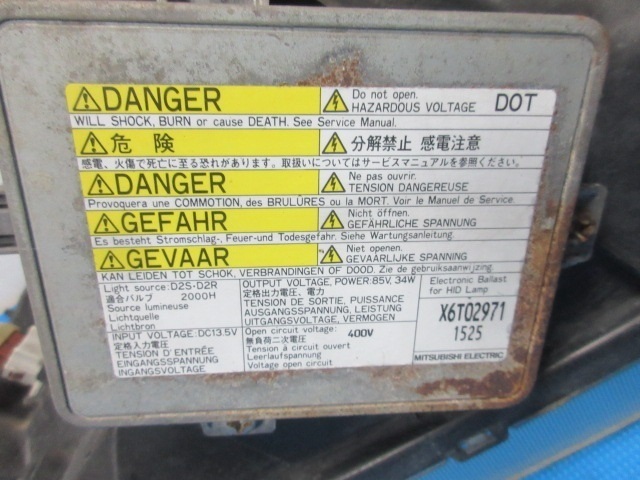 DANGER
Do not open.
HAZARDOUS VOLTAGE DOT
WILL SHOCK, BURN or cause DEATH. See Service Manual.
危険
分解禁止 感電注意
感電、火傷で死亡に至る恐れがあります。取扱いについてはサービスマニュアルを参照ください。
DANGER
Ne pas ouvrir.
TENSION DANGEREUSE
Provoquera une COMMOTION, des BRULÛRES ou la MORT. Voir le Manuel de Service.
GEFAHR
Nicht öffnen.
GEFÄHRLICHE SPANNUNG
Es besteht Stromschlag-, Feuer-und Todesgefahr. Siehe Wartungsanleitung.
GEVAAR
Niet openen.
GEVAARLIJKE SPANNING
KAN LEIDEN TOT SCHOK, VERBRANDINGEN OF DOOD. Zie de gebruiksaanwijzing.
Light source:D2S-D2R
適合バルブ 2000H
Source lumineuse
Lichtquelle
Lichtbron
INPUT VOLTAGE:DC13.5V
定格入力電圧
TENSION D'ENTRÉE
EINGANGSSPANNUNG
INGANGSVOLTAGE
OUTPUT VOLTAGE, POWER:85V, 34W
定格出力電圧、電力
TENSION DE SORTIE, PUISSANCE
AUSGANGSSPANNUNG, LEISTUNG
UITGANGSVOLTAGE, VERMOGEN
Open circuit voltage: 400V
無負荷二次電圧
Tension à circuit ouvert
Leerlaufspannung
Voltage open circuit
Electronic Ballast
for HID Lamp
X6T02971
1525
MITSUBISHI ELECTRIC